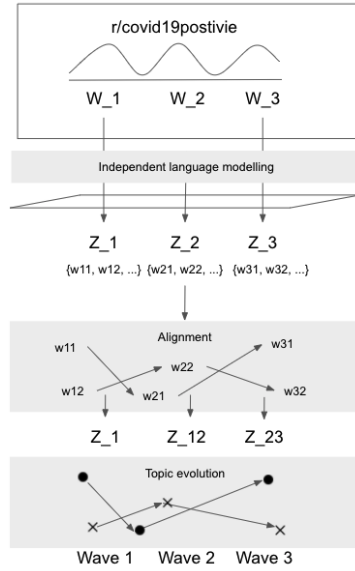 r/covid19postivie
W_1 W_2 W_3
Independent language modelling
Z_1 Z_2 Z_3
{w11, w12, ...} {w21, w22, ...} {w31, w32, ...}
Alignment
w11 w31
w22
w12 w21 w32
Z_1 Z_12 Z_23
Topic evolution
Wave 1 Wave 2 Wave 3